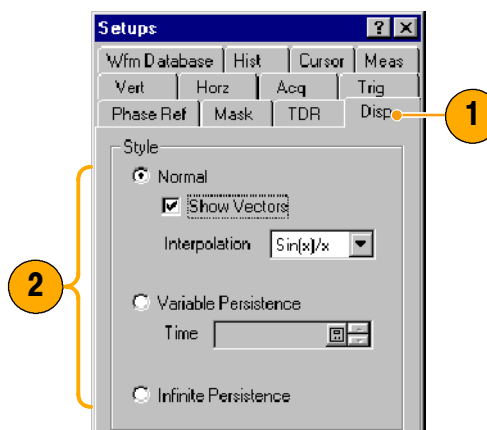 Setups
Wfm Database Hist Cursor Meas
Vert Horz Acq Trig
Phase Ref Mask TDR Disp
1
Style
Normal
Show Vectors
Interpolation Sin(x)/x
2
Variable Persistence
Time
Infinite Persistence